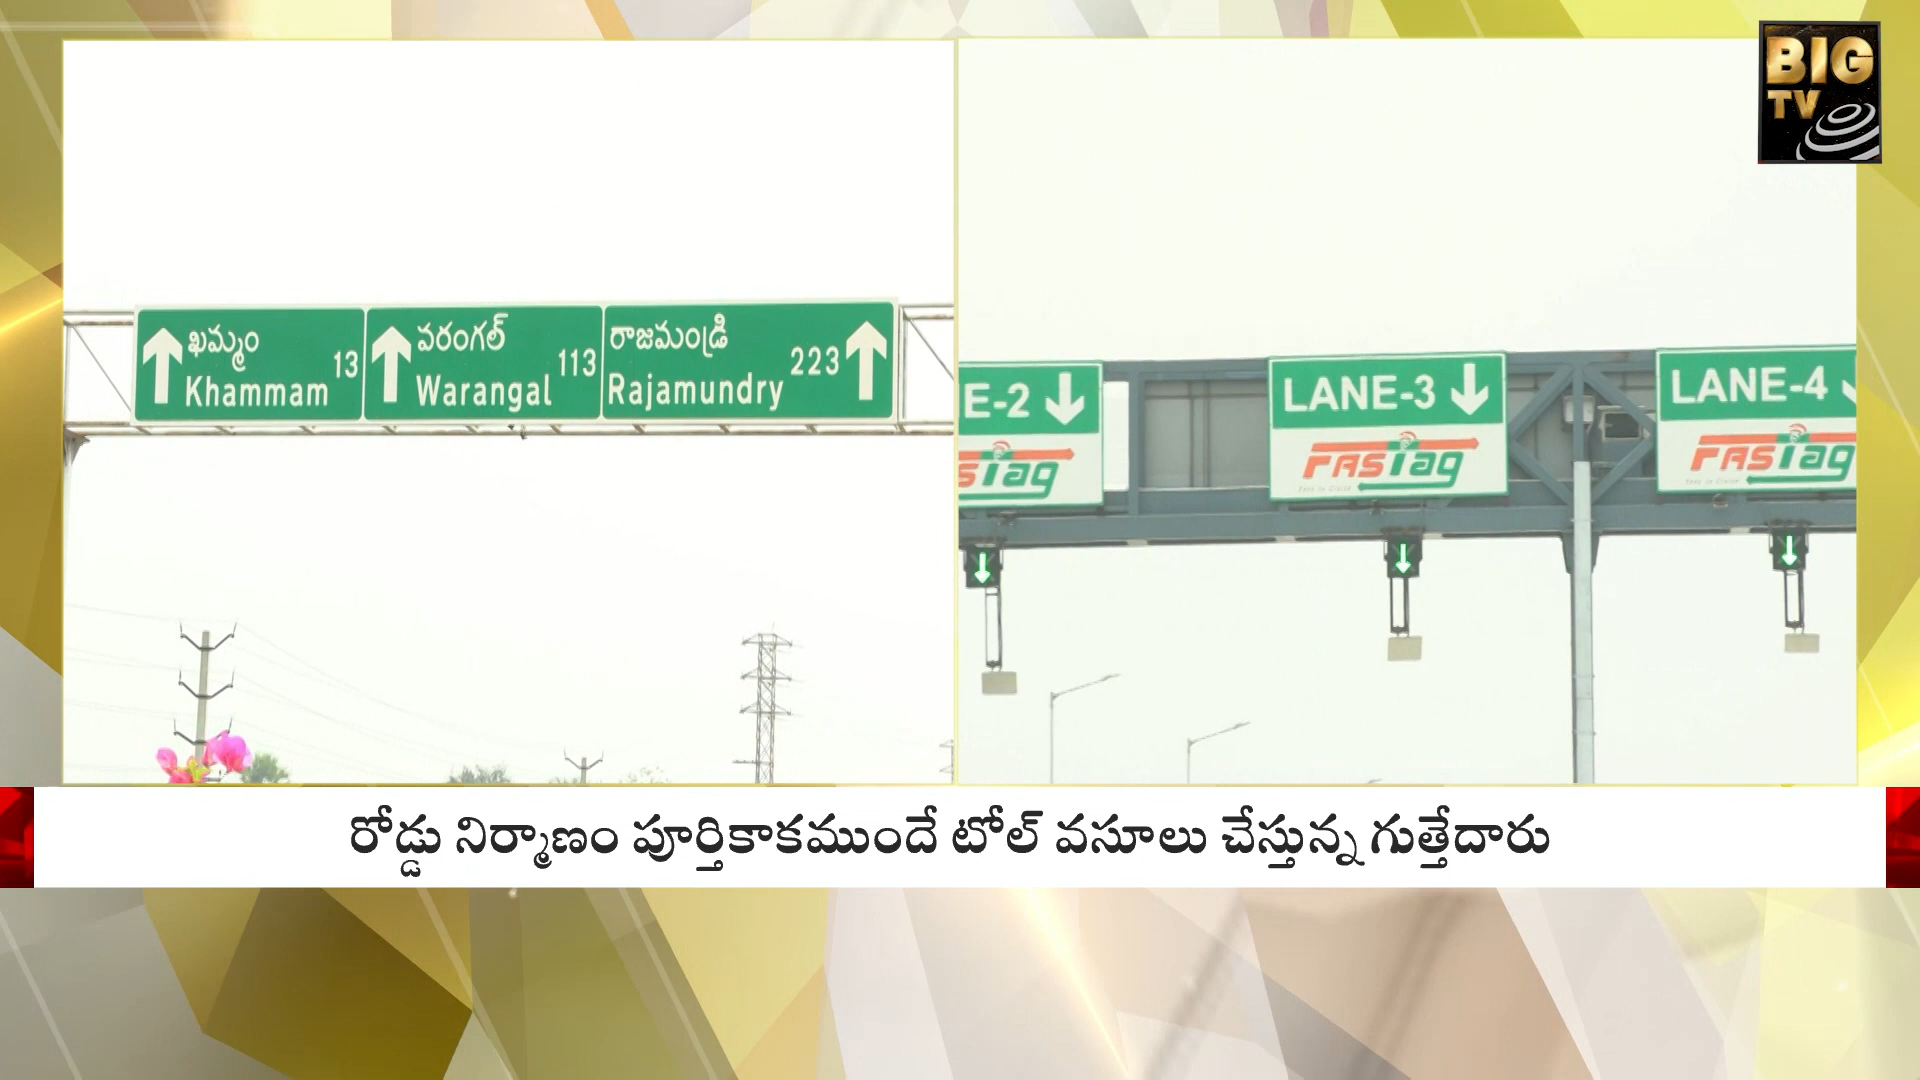 BIG
TV
ఖమ్మం
Khammam 13
వరంగల్
Warangal 113
రాజమండ్రి
Rajamundry 223
E-2
sTag
LANE-3
FASTag
LANE-4
FASTag
రోడ్డు నిర్మాణం పూర్తికాకముందే టోల్ వసూలు చేస్తున్న గుత్తేదారు